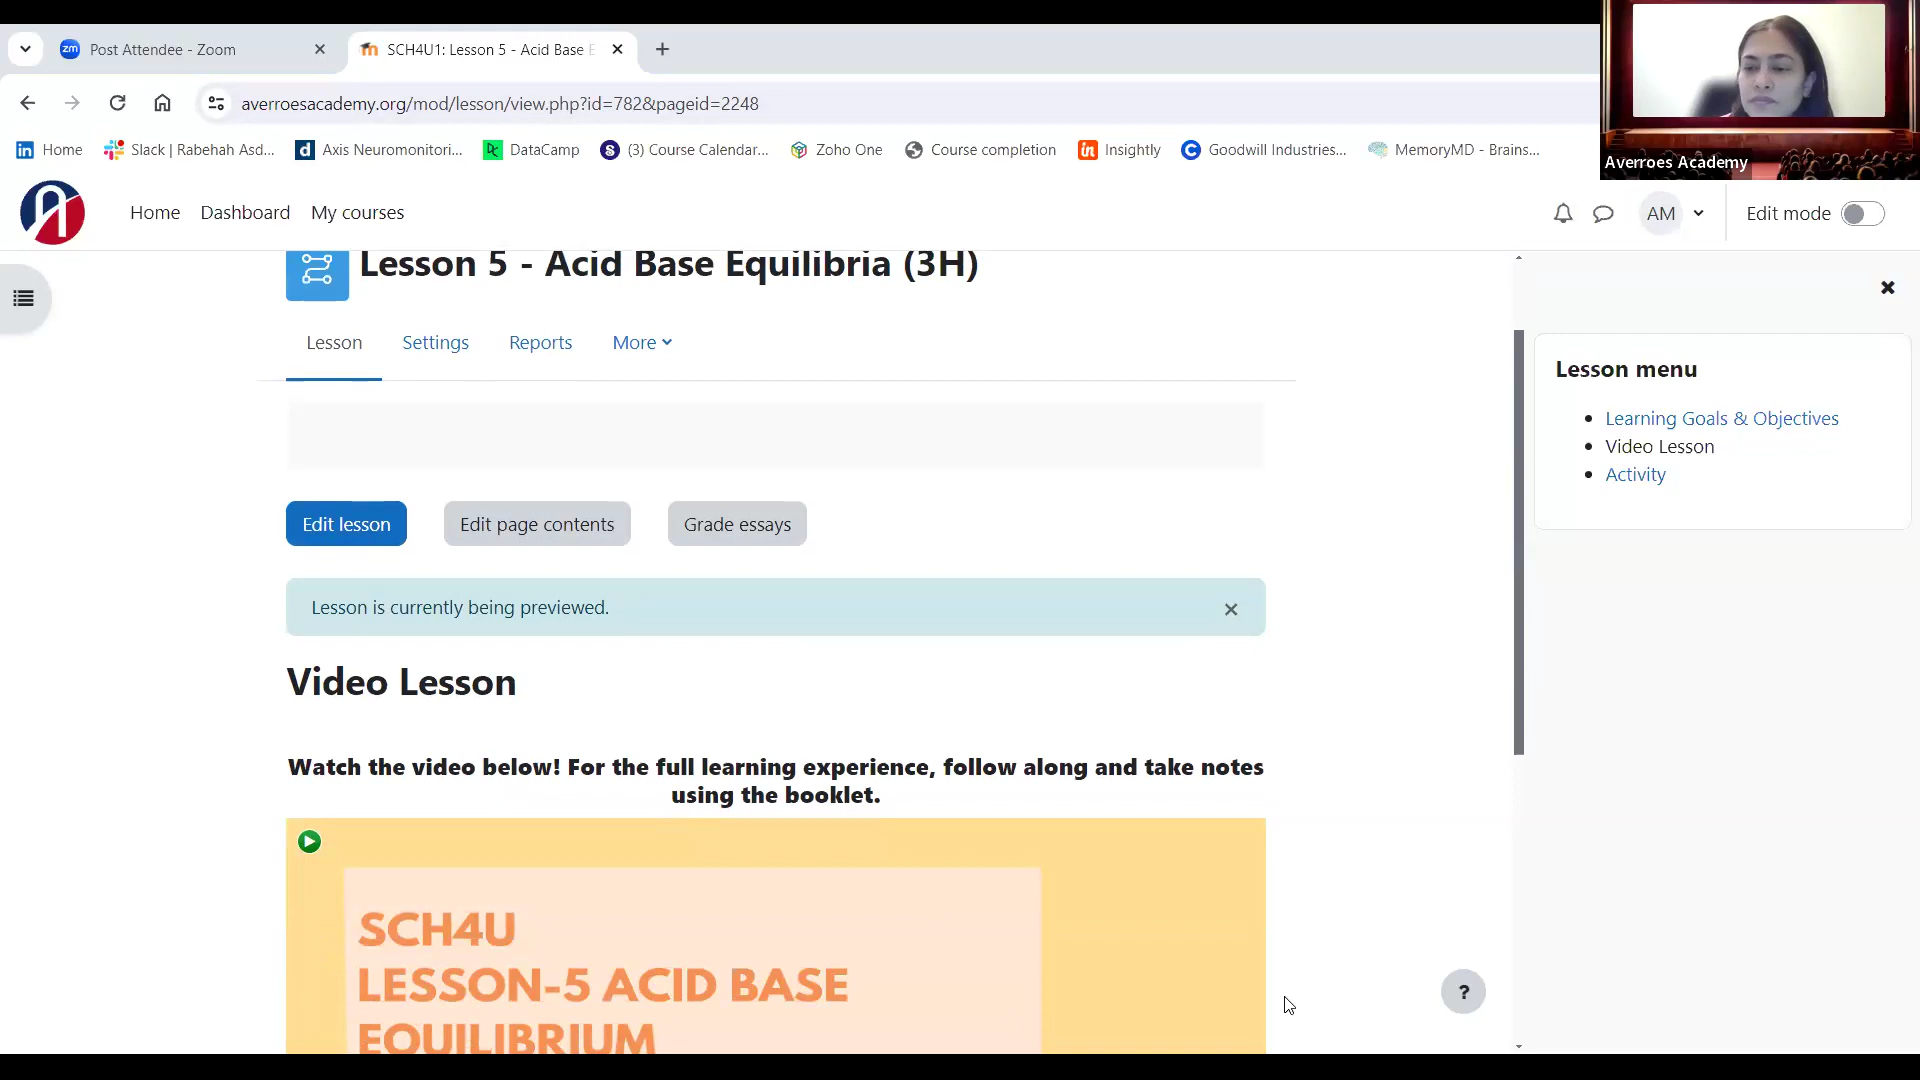 Post Attendee - Zoom
SCH4U1: Lesson 5 - Acid Base E
averroesacademy.org/mod/lesson/view.php?id=782&pageid=2248
Home
Slack | Rabehah Asd...
Axis Neuromonitori...
DataCamp
(3) Course Calendar...
Zoho One
Course completion
Insightly
Goodwill Industries...
MemoryMD - Brains...
Averroes Academy
Home
Dashboard
My courses
AM
Edit mode
Lesson 5 - Acid Base Equilibria (3H)
Lesson
Settings
Reports
More
Edit lesson
Edit page contents
Grade essays
Lesson is currently being previewed.
Video Lesson
Watch the video below! For the full learning experience, follow along and take notes
using the booklet.
SCH4U
LESSON-5 ACID BASE
EQUILIBRIUM
Lesson menu
Learning Goals & Objectives
Video Lesson
Activity
?